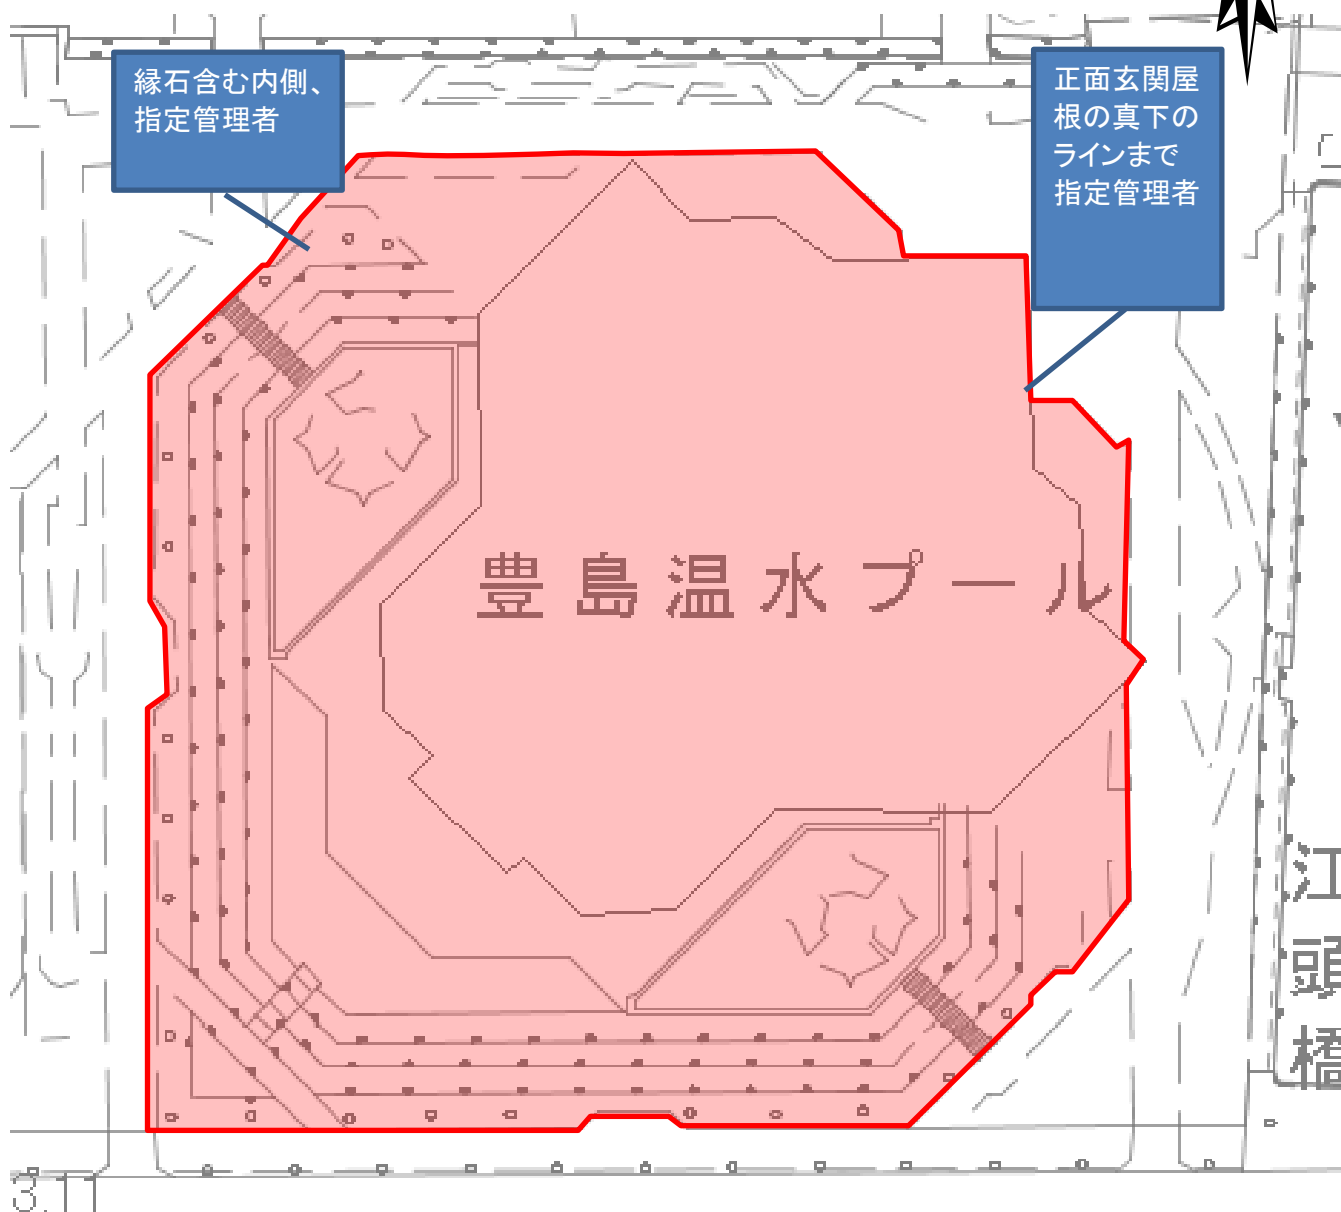 縁石含む内側、
指定管理者
正面玄関屋
根の真下の
ラインまで
指定管理者
豊島温水プール
江
頭
橋